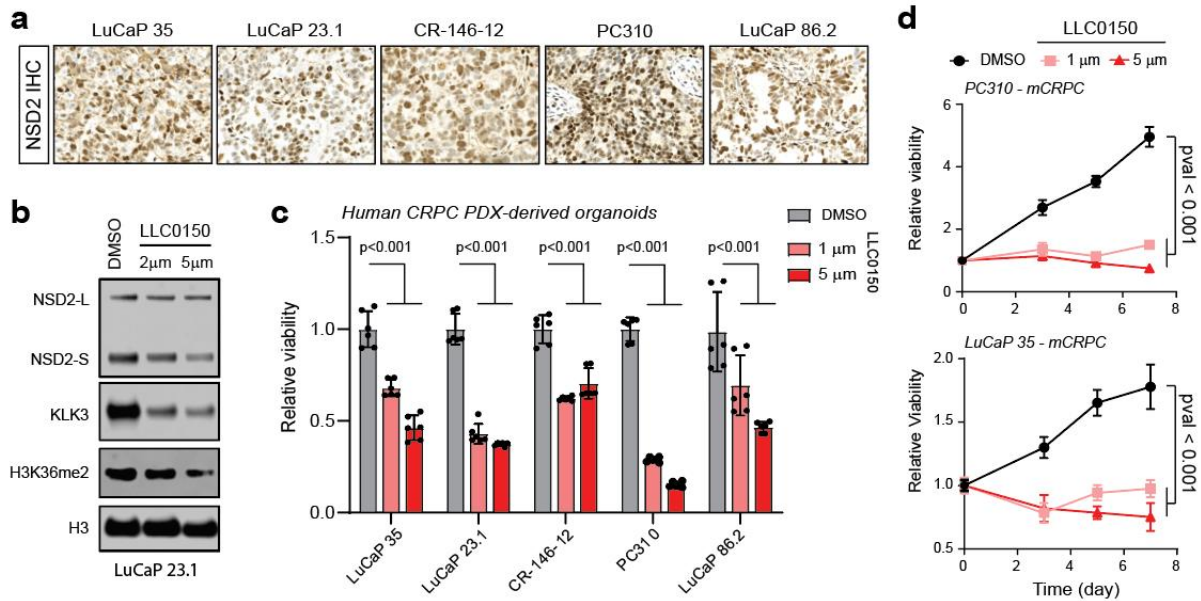 a
LuCaP 35
LuCaP 23.1
CR-146-12
PC310
LuCaP 86.2
NSD2 IHC
b
DMSO
LLC0150
2µm 5µm
NSD2-L
NSD2-S
KLK3
H3K36me2
H3
LuCaP 23.1
c
Human CRPC PDX-derived organoids
DMSO
1 µm
5 µm
LLC0150
p<0.001
p<0.001
p<0.001
p<0.001
p<0.001
Relative viability
1.5
1.0
0.5
0.0
LuCaP 35
LuCaP 23.1
CR-146-12
PC310
LuCaP 86.2
d
LLC0150
DMSO
1 µm
5 µm
PC310 - mCRPC
Relative viability
6
4
2
0
0 2 4 6 8
pval < 0.001
LuCaP 35 - mCRPC
Relative Viability
2.0
1.5
1.0
0.5
0 2 4 6 8
Time (day)
pval < 0.001